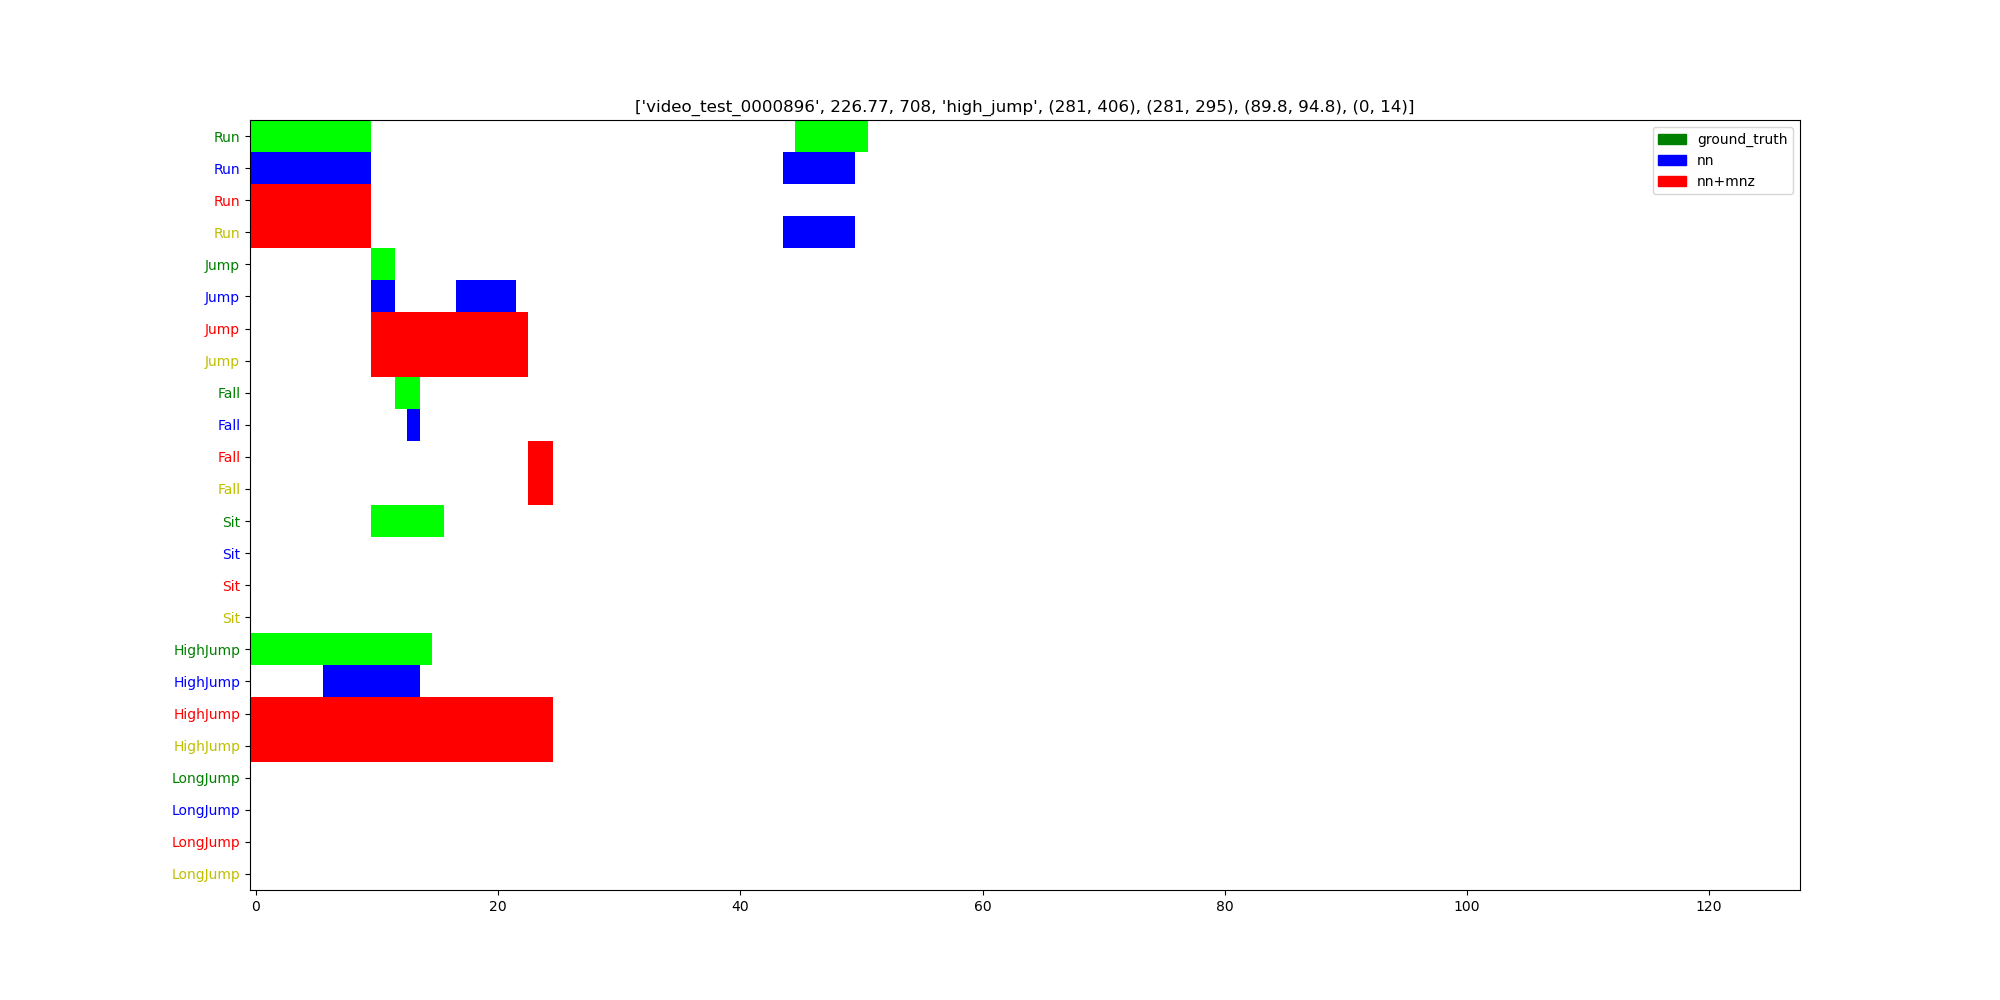 ['video_test_0000896', 226.77, 708, 'high_jump', (281, 406), (281, 295), (89.8, 94.8), (0, 14)]
Run
Run
Run
Run
Jump
Jump
Jump
Jump
Fall
Fall
Fall
Fall
Sit
Sit
Sit
Sit
HighJump
HighJump
HighJump
HighJump
LongJump
LongJump
LongJump
LongJump
ground_truth
nn
nn+mnz
0 20 40 60 80 100 120